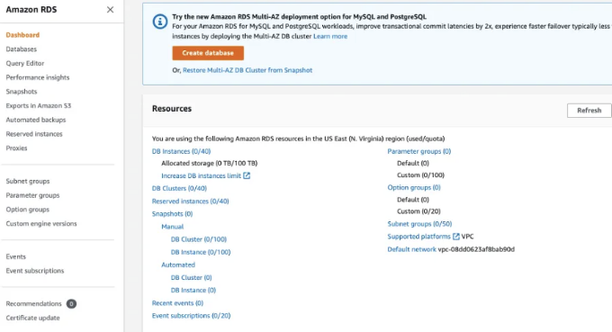 Amazon RDS
Dashboard
Databases
Query Editor
Performance insights
Snapshots
Exports in Amazon S3
Automated backups
Reserved instances
Proxies
Subnet groups
Parameter groups
Option groups
Custom engine versions
Events
Event subscriptions
Recommendations 0
Certificate update
Try the new Amazon RDS Multi-AZ deployment option for MySQL and PostgreSQL
For your Amazon RDS for MySQL and PostgreSQL workloads, improve transactional commit latencies by 2x, experience faster failover typically less
instances by deploying the Multi-AZ DB cluster Learn more
Create database
Or, Restore Multi-AZ DB Cluster from Snapshot
Resources
Refresh
You are using the following Amazon RDS resources in the US East (N. Virginia) region (used/quota)
DB Instances (0/40)
Allocated storage (0 TB/100 TB)
Increase DB instances limit
DB Clusters (0/40)
Reserved instances (0/40)
Snapshots (0)
Manual
DB Cluster (0/100)
DB Instance (0/100)
Automated
DB Cluster (0)
DB Instance (0)
Recent events (0)
Event subscriptions (0/20)
Parameter groups (0)
Default (0)
Custom (0/100)
Option groups (0)
Default (0)
Custom (0/20)
Subnet groups (0/50)
Supported platforms VPC
Default network vpc-08dd0623af8bab90d